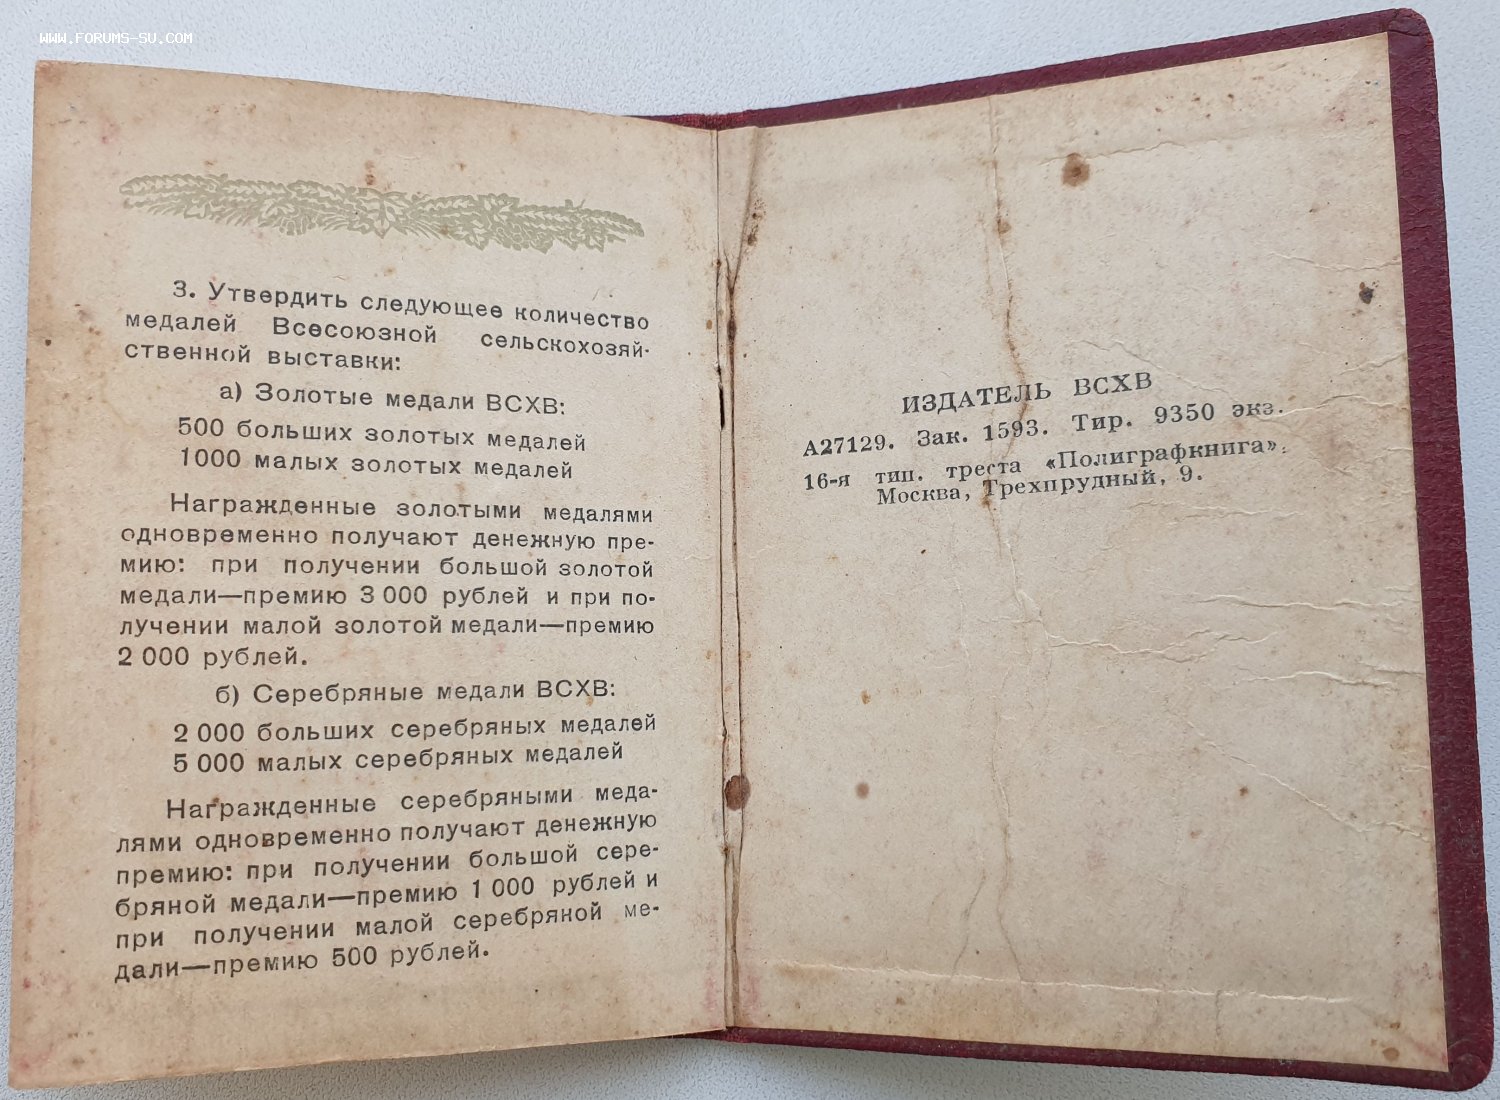 WWW.FORUMS-SU.COM
3. Утвердить следующее количество
медалей Всесоюзной сельскохозяй-
ственной выставки:
а) Золотые медали ВСХВ:
500 больших золотых медалей
1000 малых золотых медалей
Награжденные золотыми медалями
одновременно получают денежную пре-
мию: при получении большой золотой
медали—премию 3 000 рублей и при по-
лучении малой золотой медали—премию
2 000 рублей.
б) Серебряные медали ВСХВ:
2 000 больших серебряных медалей
5 000 малых серебряных медалей
Награжденные серебряными меда-
лями одновременно получают денежную
премию: при получении большой сере-
бряной медали—премию 1 000 рублей и
при получении малой серебряной ме-
дали—премию 500 рублей.
ИЗДАТЕЛЬ ВСХВ
А27129. Зак. 1593. Тир. 9350 экз.
16-я тип. треста «Полиграфкнига».
Москва, Трехпрудный, 9.